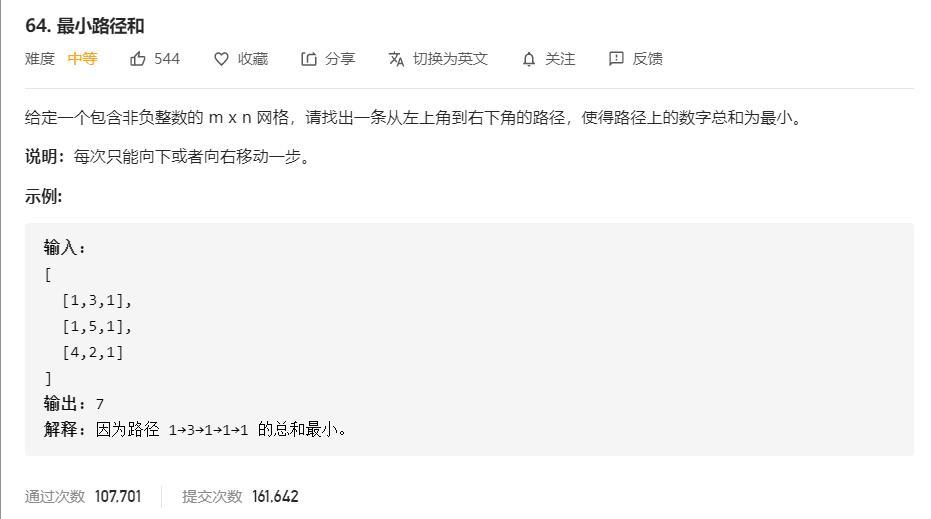 64. 最小路径和
难度 中等 544 收藏 分享 切换为英文 关注 反馈
给定一个包含非负整数的 m x n 网格，请找出一条从左上角到右下角的路径，使得路径上的数字总和为最小。
说明：每次只能向下或者向右移动一步。
示例:
输入:
[
[1,3,1],
[1,5,1],
[4,2,1]
]
输出: 7
解释: 因为路径 1→3→1→1→1 的总和最小。
通过次数 107,701 提交次数 161,642